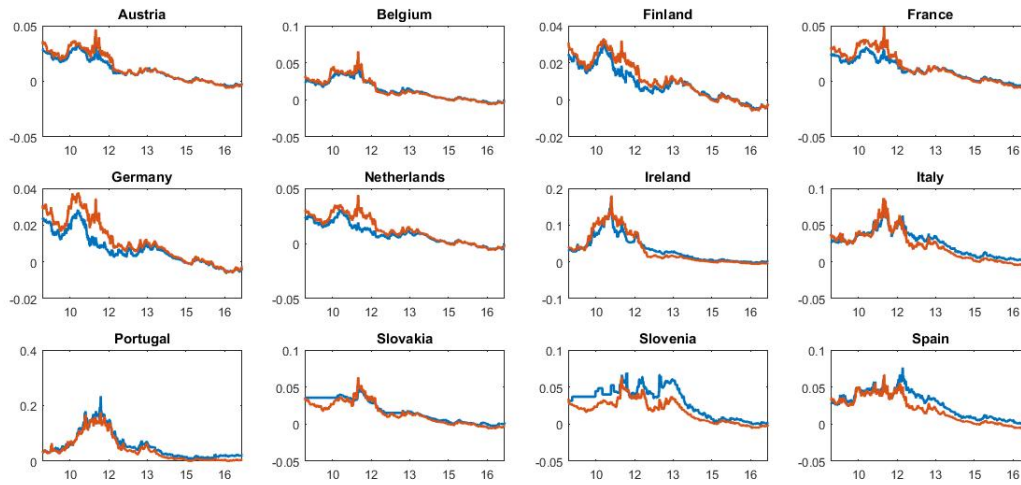 Austria Belgium Finland France
0.05 0.1 0.06 0.05
0.05 0.04
0 0.02 0
0 0
-0.05 -0.05 -0.02 -0.05
10 12 13 15 16 10 12 13 15 16 10 12 13 15 16 10 12 13 15 16
Germany Netherlands Ireland Italy
0.04 0.05 0.2 0.1
0.02 0.1 0.05
0
0 0 0
-0.02 -0.05 -0.1 -0.05
10 12 13 15 16 10 12 13 15 16 10 12 13 15 16 10 12 13 15 16
Portugal Slovakia Slovenia Spain
0.4 0.1 0.1 0.1
0.05 0.05 0.05
0.2
0 0 0
0 -0.05 -0.05 -0.05
10 12 13 15 16 10 12 13 15 16 10 12 13 15 16 10 12 13 15 16